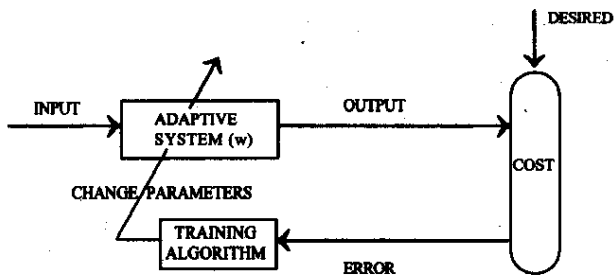 DESIRED
INPUT
ADAPTIVE
SYSTEM (w)
OUTPUT
COST
CHANGE PARAMETERS
TRAINING
ALGORITHM
ERROR